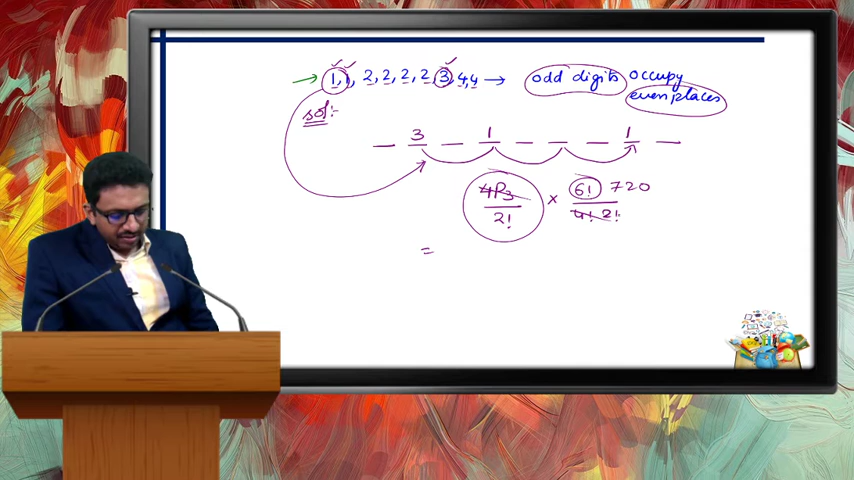 → 1, 1, 2, 2, 2, 2, 3, 4, 4 → odd digits occupy
even places
sol:-
_ 3 _ 1 _ _ _ 1 _
4P3 × 6! 720
2! 4! 2!
=